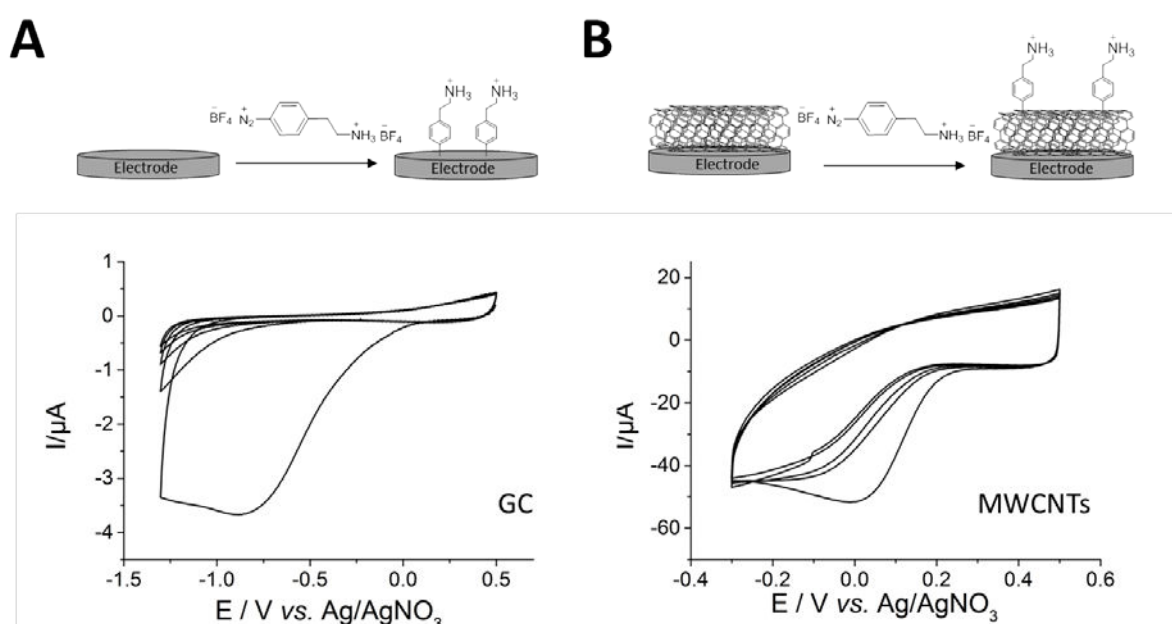 A
B
BF4 − N2 + NH3 + BF4 −
NH3 + NH3 +
Electrode
Electrode
BF4 − N2 + NH3 + BF4 −
NH3 + NH3 +
Electrode
Electrode
1
0
-1
-2
-3
-4
I/µA
GC
-1.5 -1.0 -0.5 0.0 0.5
E / V vs. Ag/AgNO3
20
0
-20
-40
-60
I/µA
MWCNTs
-0.4 -0.2 0.0 0.2 0.4 0.6
E / V vs. Ag/AgNO3